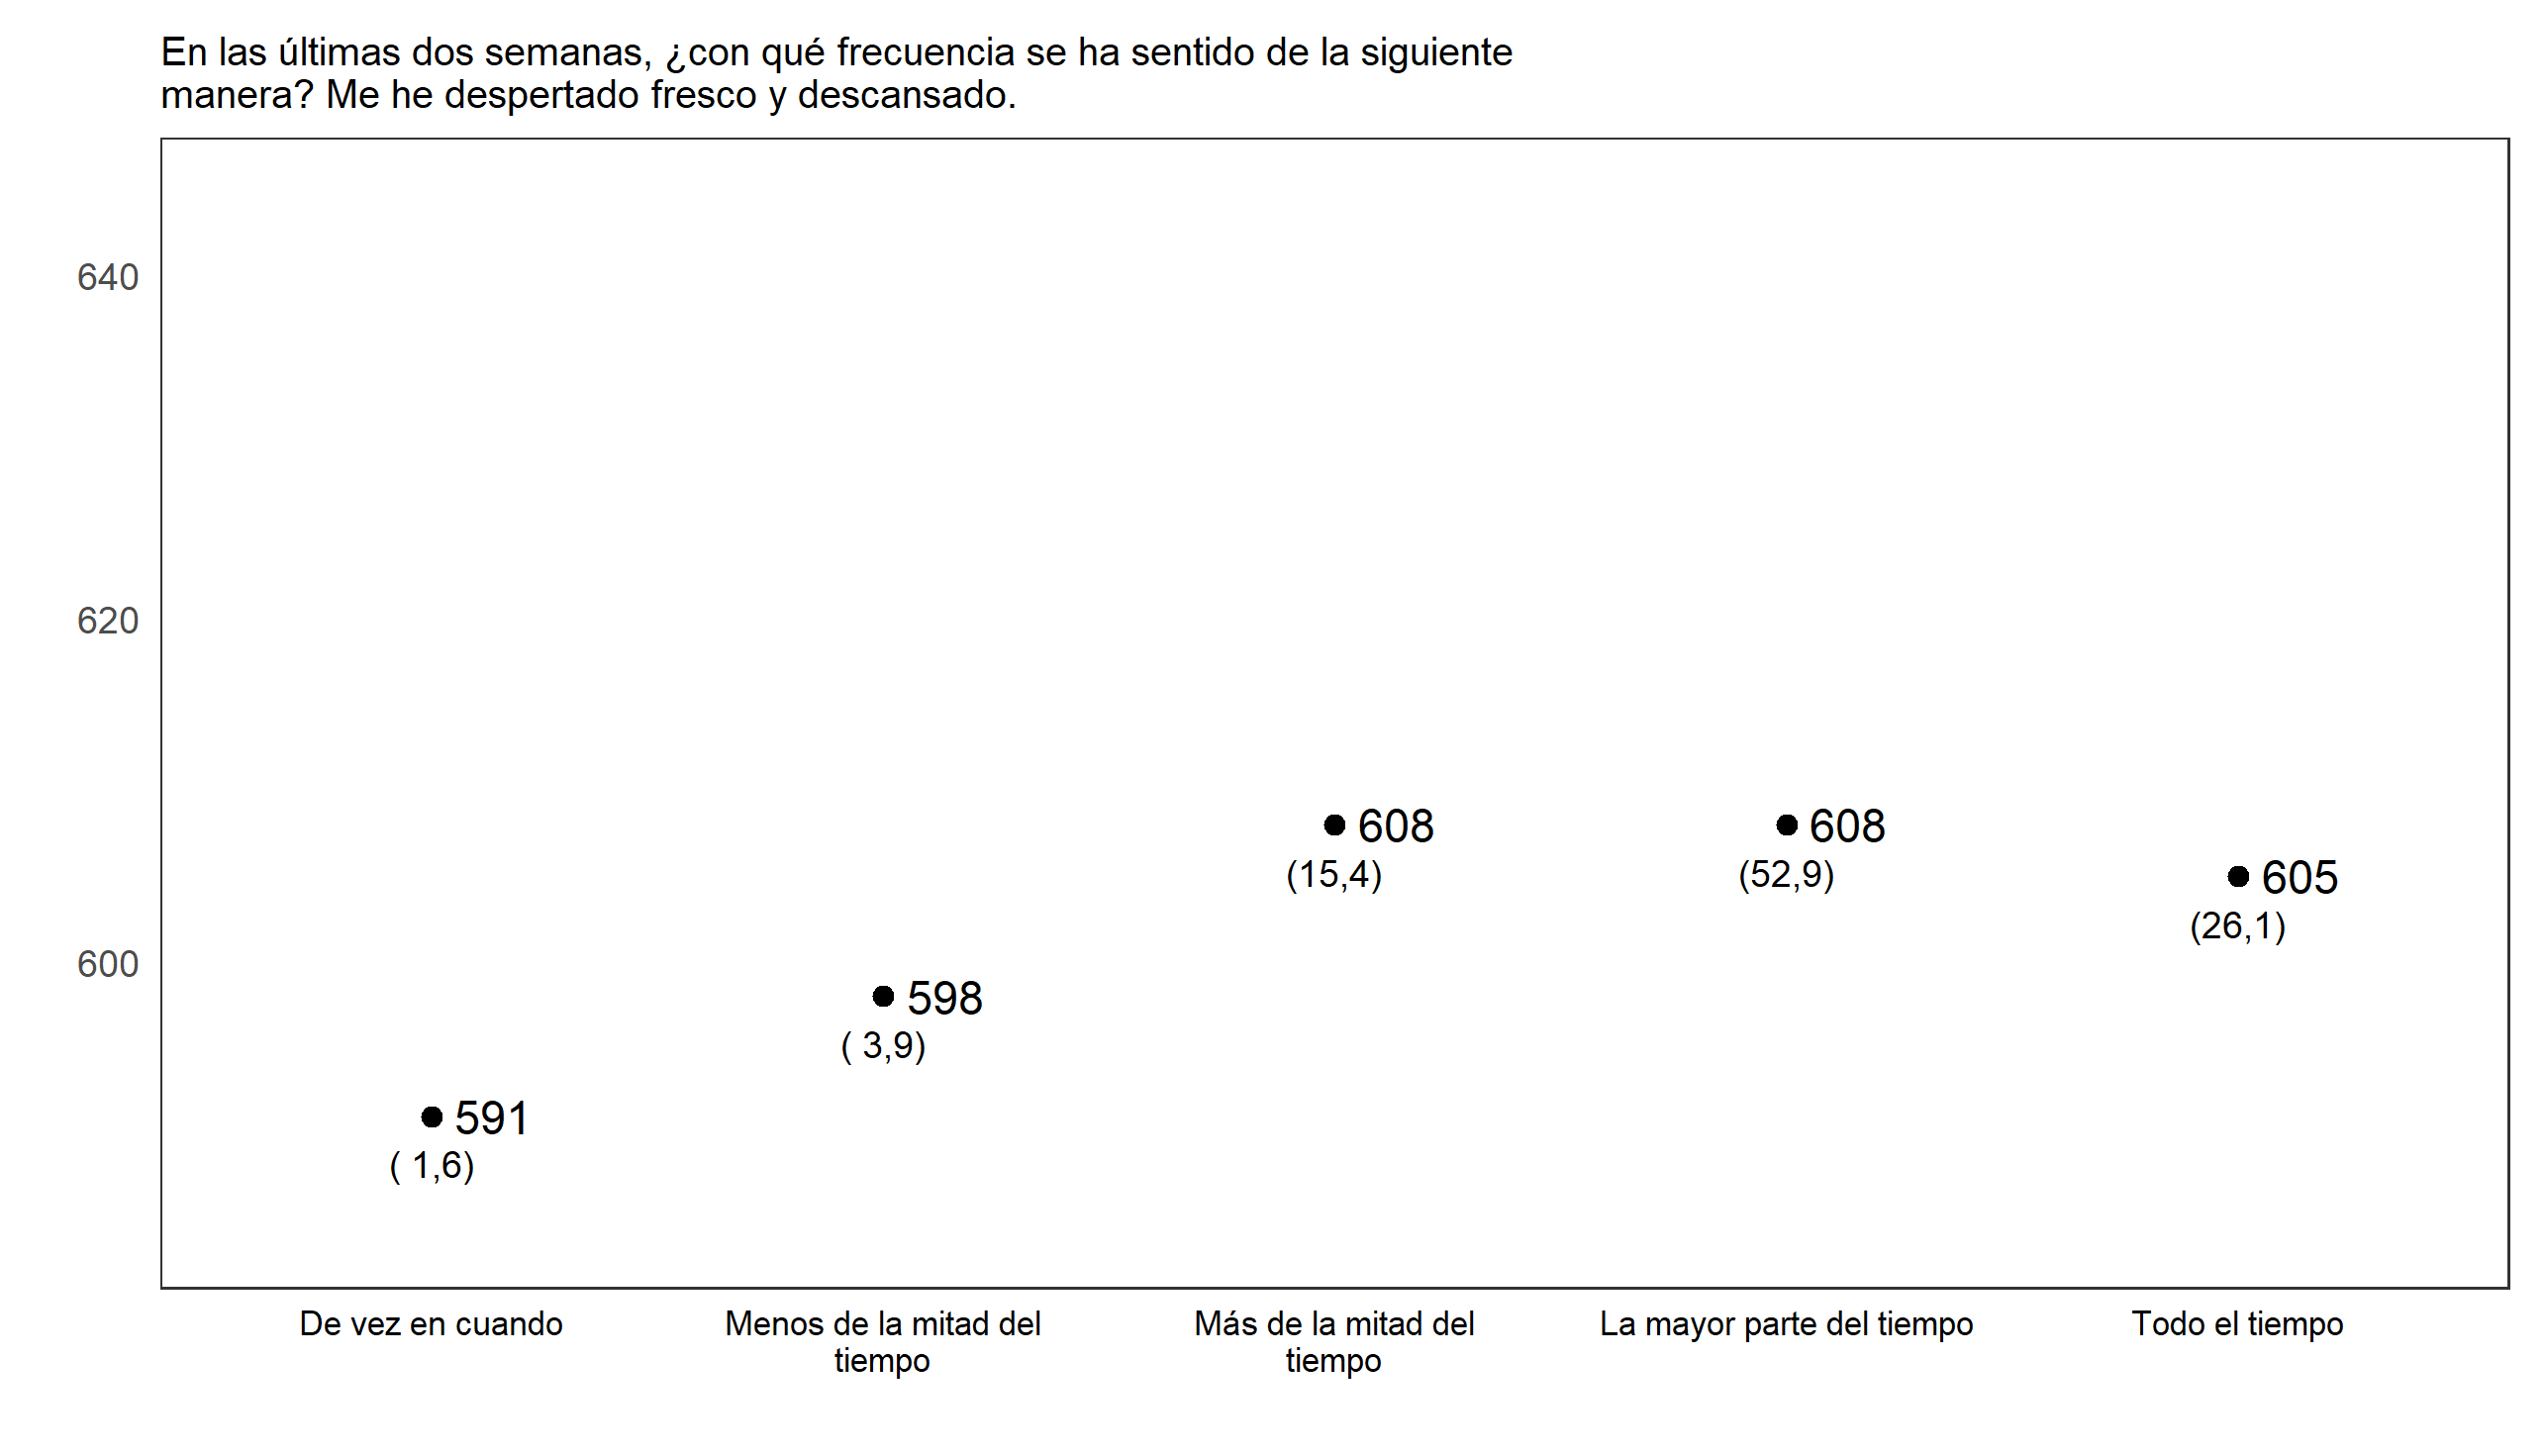 En las últimas dos semanas, ¿con qué frecuencia se ha sentido de la siguiente
manera? Me he despertado fresco y descansado.
640
620
600
591
( 1,6)
598
( 3,9)
608
(15,4)
608
(52,9)
605
(26,1)
De vez en cuando
Menos de la mitad del
tiempo
Más de la mitad del
tiempo
La mayor parte del tiempo
Todo el tiempo